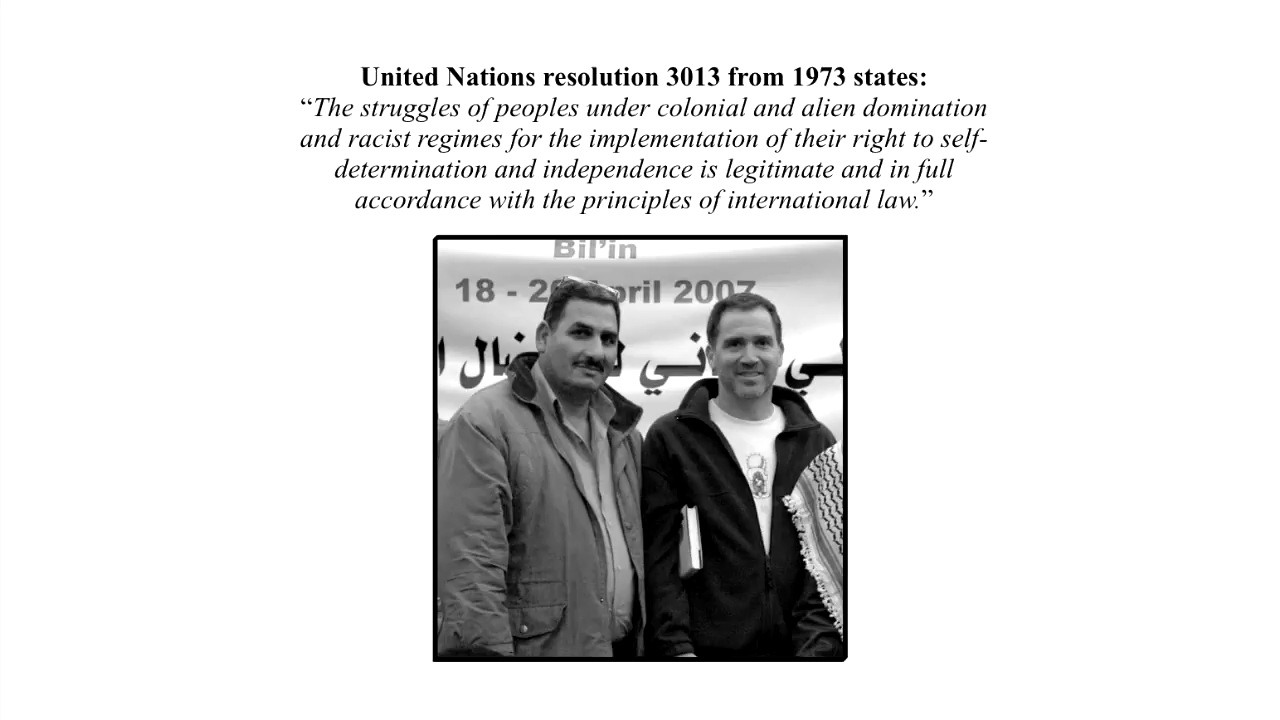 United Nations resolution 3013 from 1973 states:
“The struggles of peoples under colonial and alien domination
and racist regimes for the implementation of their right to self-
determination and independence is legitimate and in full
accordance with the principles of international law.”
Bil’in
18 - 20 April 2007